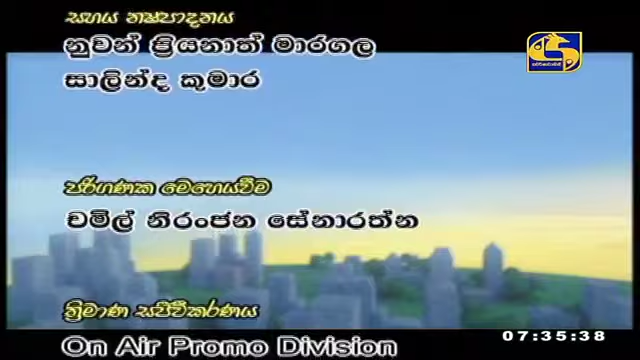 සහය නිෂ්පාදනය
නුවන් ප්‍රියනාත් මාරගල
සාලින්ද කුමාර
පරිගණක මෙහෙයවීම
චමිල් නිරංජන සේනාරත්න
ත්‍රිමාණ සජීවීකරණය
On Air Promo Division
07:35:38